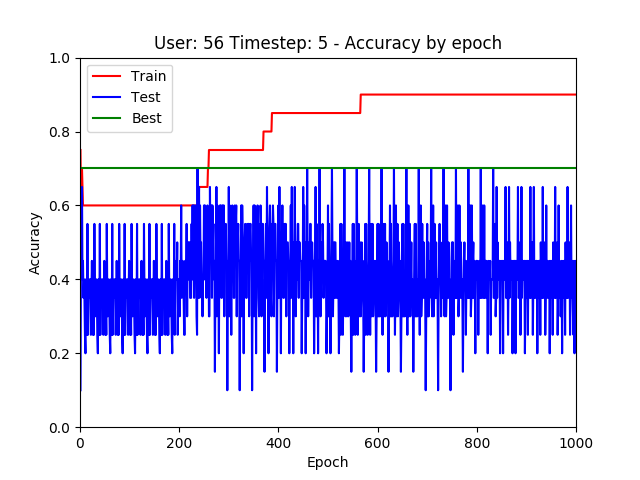 User: 56 Timestep: 5 - Accuracy by epoch
Train
Test
Best
Accuracy
1.0
0.8
0.6
0.4
0.2
0.0
0 200 400 600 800 1000
Epoch